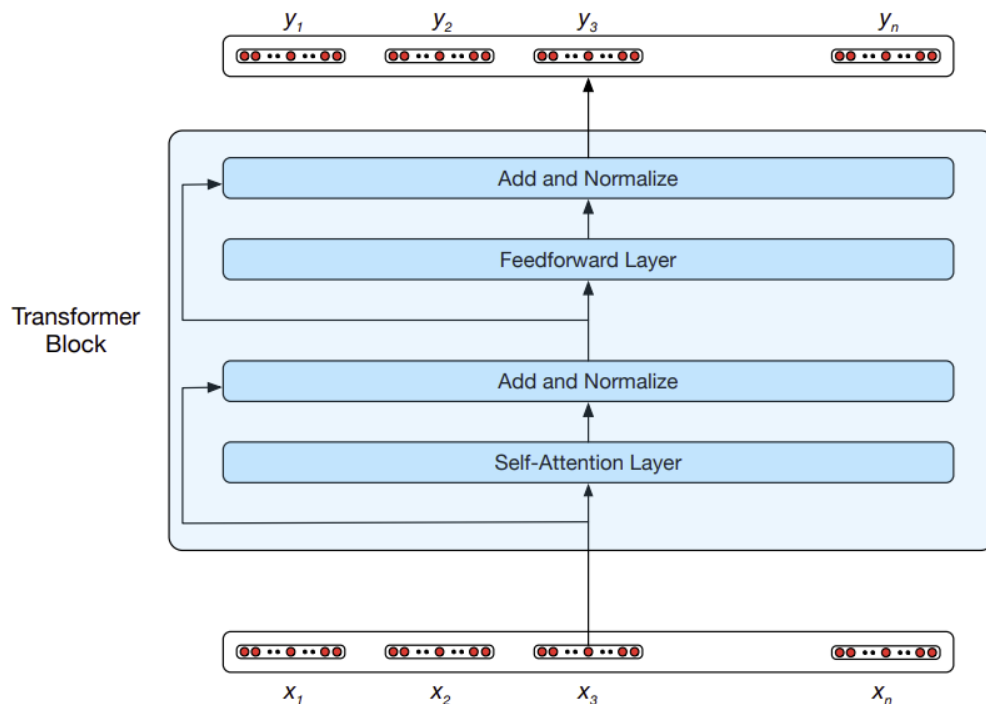 y1 y2 y3 yn
Add and Normalize
Feedforward Layer
Transformer
Block
Add and Normalize
Self-Attention Layer
x1 x2 x3 xn